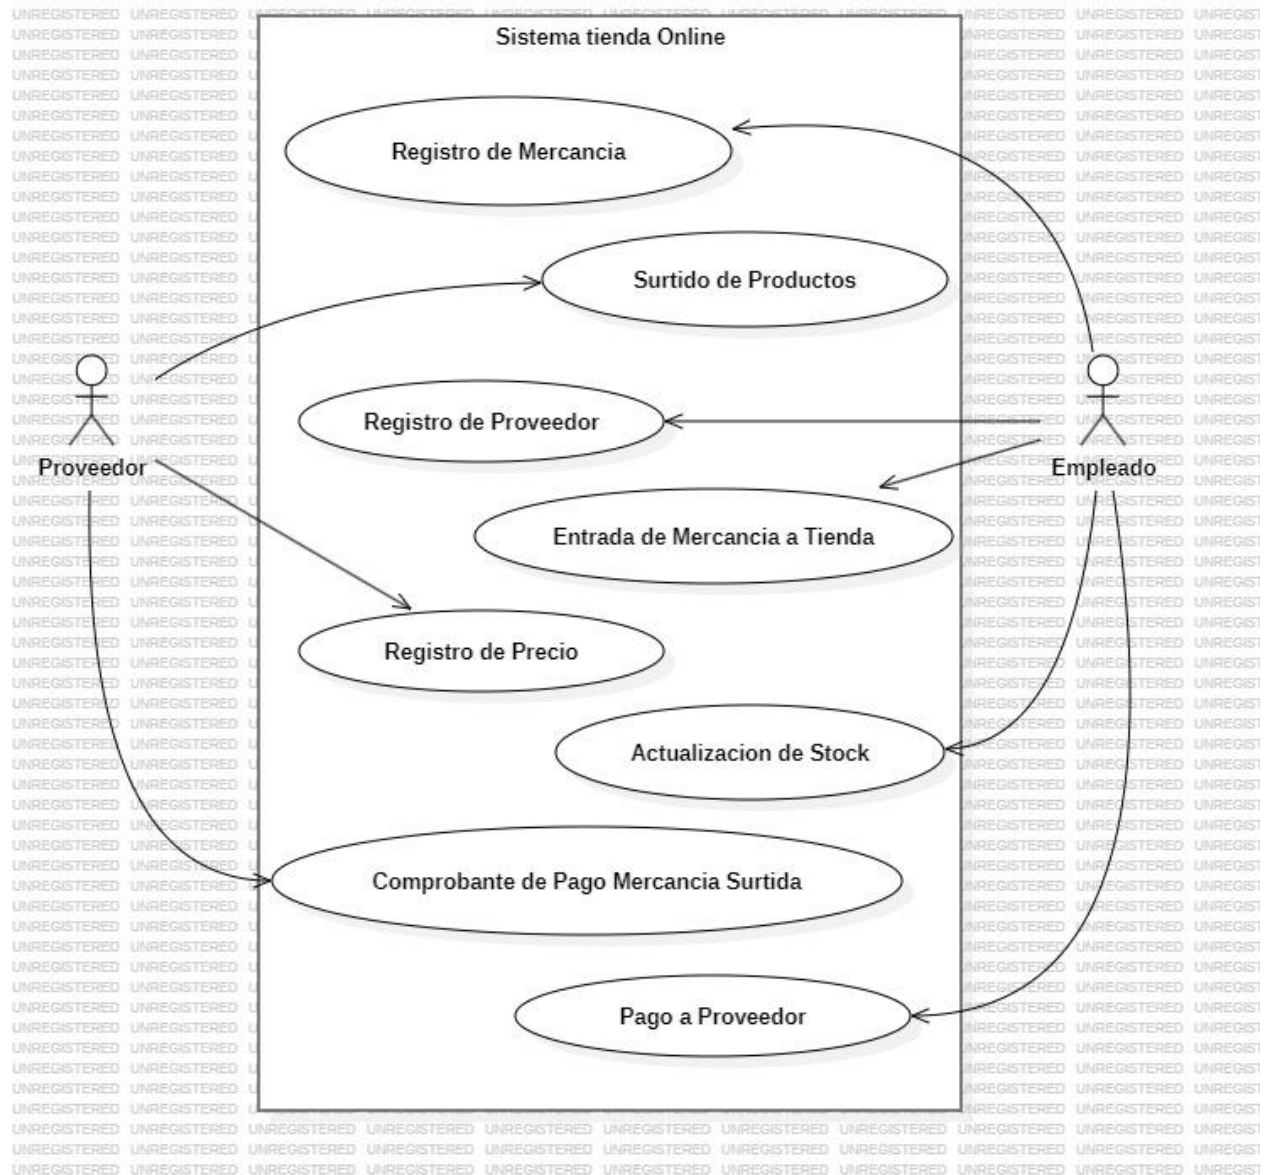 Sistema tienda Online
Registro de Mercancia
Surtido de Productos
Registro de Proveedor
Proveedor
Empleado
Entrada de Mercancia a Tienda
Registro de Precio
Actualizacion de Stock
Comprobante de Pago Mercancia Surtida
Pago a Proveedor
UNREGISTERED